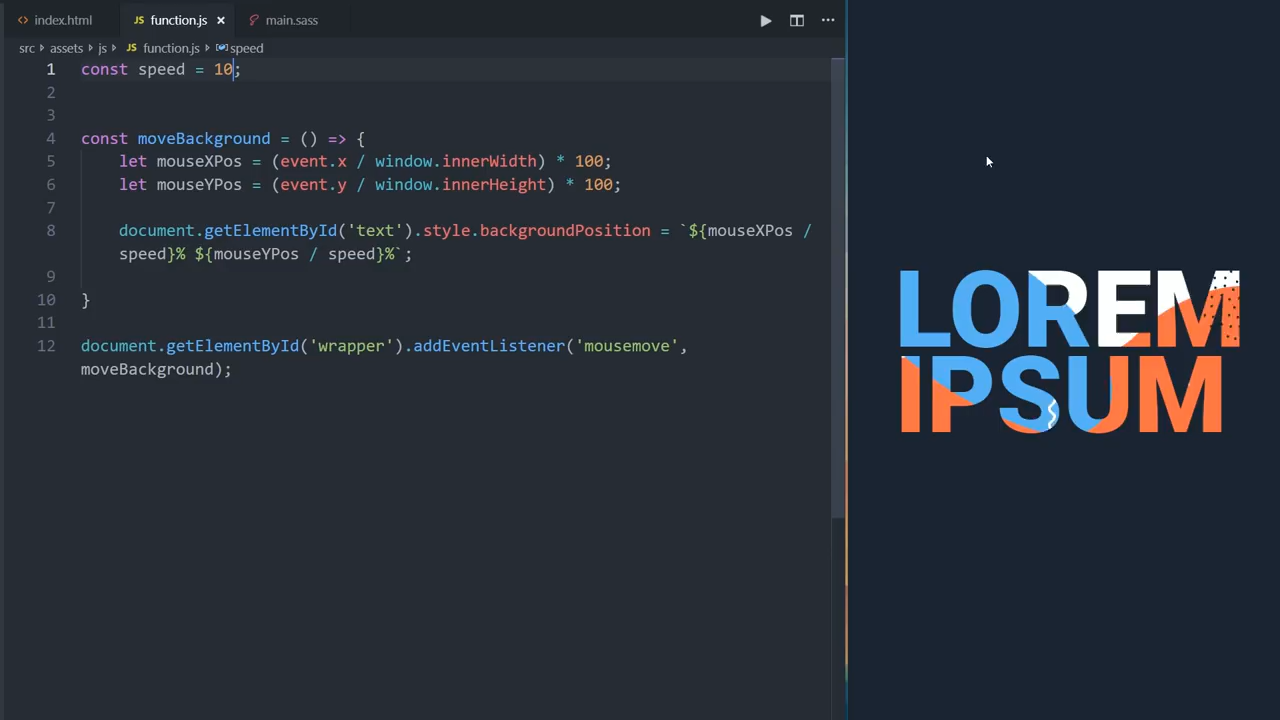 index.html
JS function.js ×
main.sass
src assets js JS function.js speed
1 const speed = 10;
2
3
4 const moveBackground = () => {
5 let mouseXPos = (event.x / window.innerWidth) * 100;
6 let mouseYPos = (event.y / window.innerHeight) * 100;
7
8 document.getElementById('text').style.backgroundPosition = `${mouseXPos /
speed}% ${mouseYPos / speed}%`;
9
10 }
11
12 document.getElementById('wrapper').addEventListener('mousemove',
moveBackground);
LOREM
IPSUM